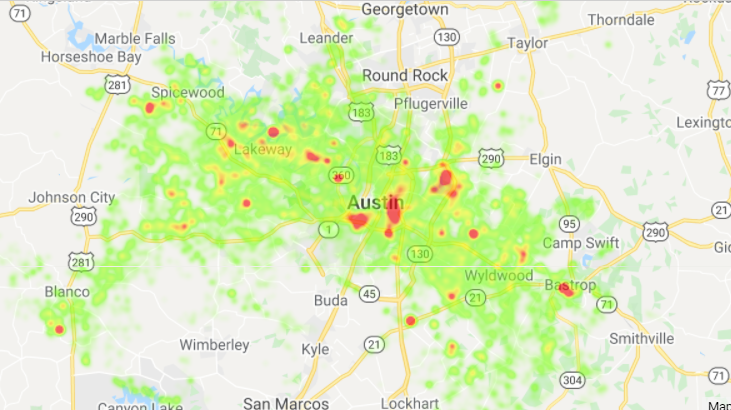 Georgetown
71
Thorndale
Marble Falls
Leander
130
Taylor
Horseshoe Bay
281
Round Rock
77
Spicewood
Pflugerville
183
Lexingto
71
Lakeway
183
290
Elgin
360
Johnson City
Austin
290
1
95
21
290
Camp Swift
Gic
281
130
Wyldwood
Bastrop
Blanco
Buda
45
21
71
Smithville
Wimberley
Kyle
21
304
71
Canyon Lake
San Marcos
Lockhart
Map